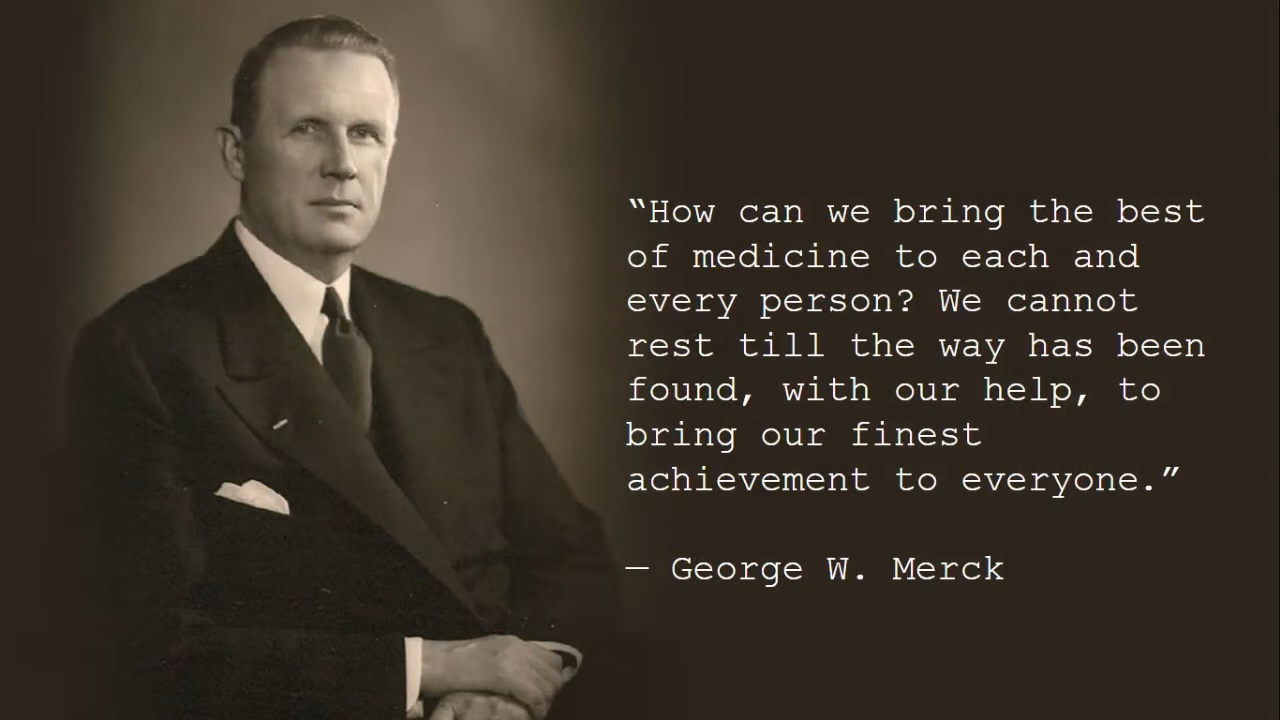 “How can we bring the best
of medicine to each and
every person? We cannot
rest till the way has been
found, with our help, to
bring our finest
achievement to everyone.”
— George W. Merck